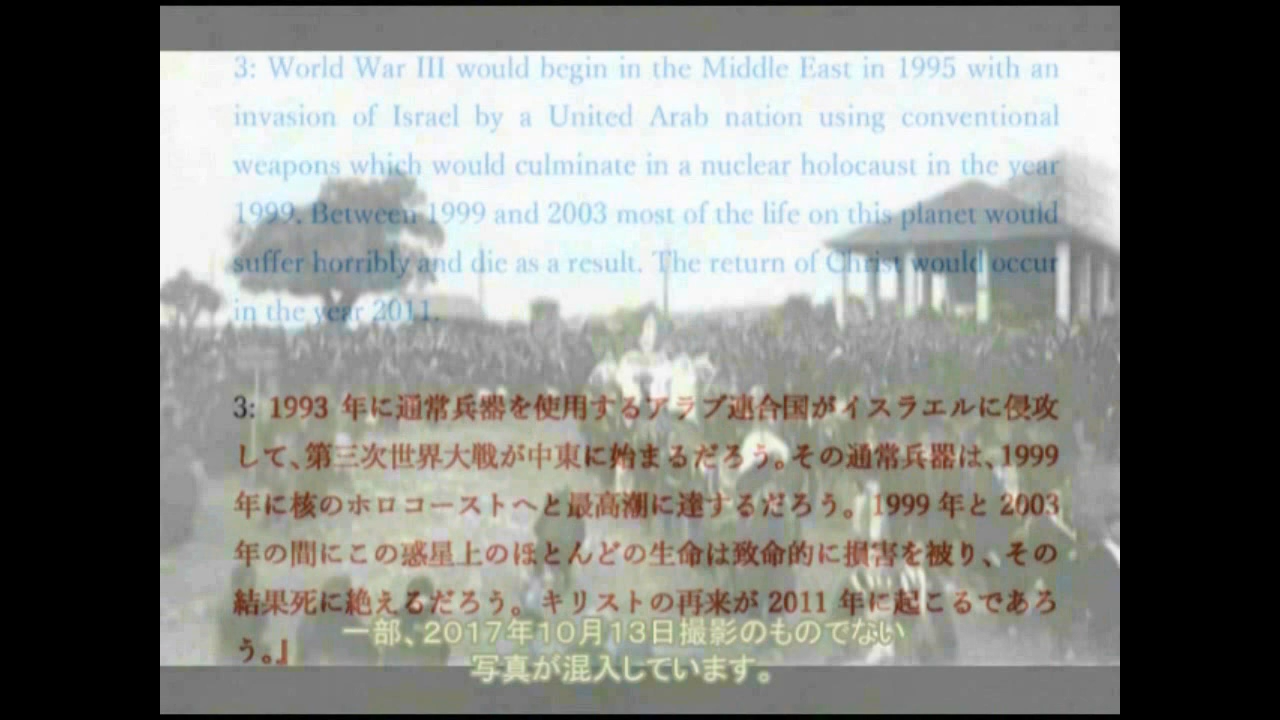 3: World War III would begin in the Middle East in 1995 with an
invasion of Israel by a United Arab nation using conventional
weapons which would culminate in a nuclear holocaust in the year
1999. Between 1999 and 2003 most of the life on this planet would
suffer horribly and die as a result. The return of Christ would occur
in the year 2011.
3: 1993 年に通常兵器を使用するアラブ連合国がイスラエルに侵攻
して、第三次世界大戦が中東に始まるだろう。その通常兵器は、1999
年に核のホロコーストへと最高潮に達するだろう。1999 年と 2003
年の間にこの惑星上のほとんどの生命は致命的に損害を被り、その
結果死に絶えるだろう。キリストの再来が 2011 年に起こるであろ
う。』
一部、2017年10月13日撮影のものでない
写真が混入しています。